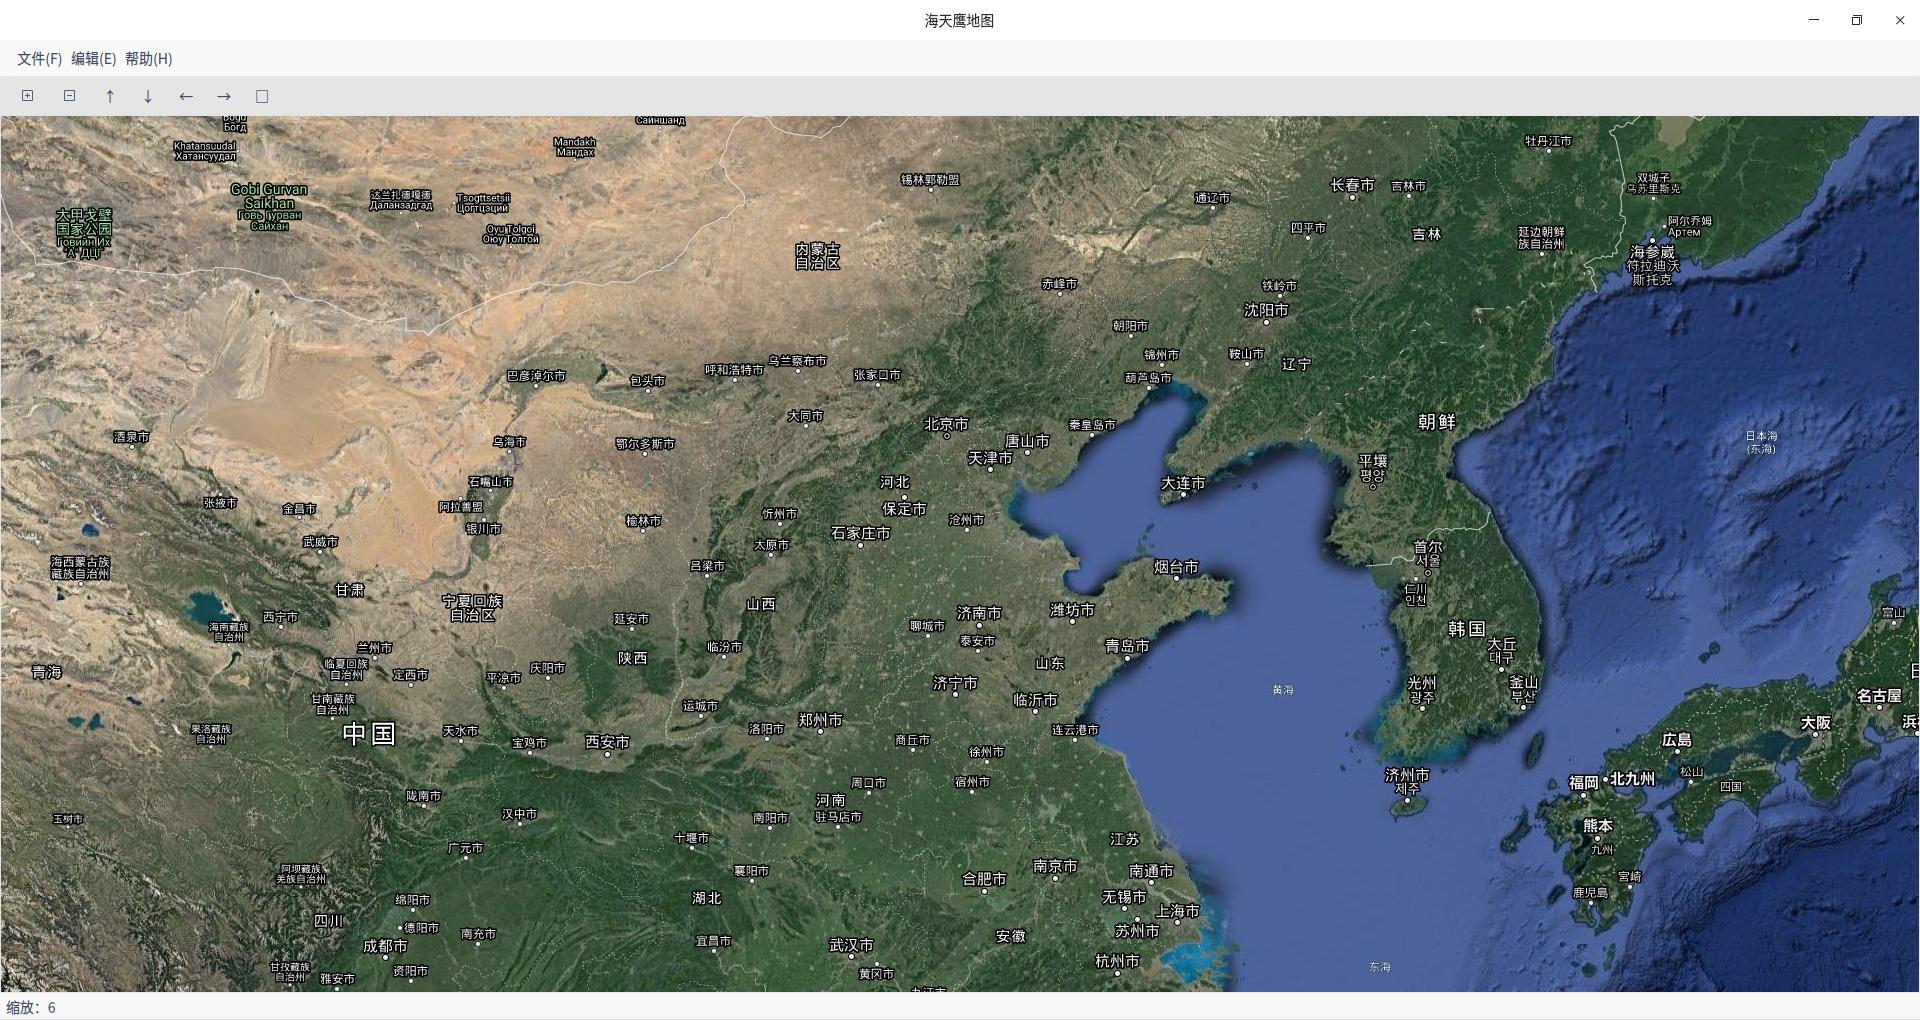 海天鹰地图
文件(F) 编辑(E) 帮助(H)
Богд
Сайншанд
Khatansuudal
Хатансуудал
Mandakh
Мандах
牡丹江市
大甲戈壁
国家公园
Говийн Их
"А" ДЦГ
Gobi Gurvan
Saikhan
Говь Гурван
Сайхан
达兰扎德嘎德
Даланзадгад
Tsogttsetsii
Цогтцэций
Oyu Tolgoi
Оюу Толгой
锡林郭勒盟
内蒙古
自治区
通辽市
长春市
吉林市
四平市
吉林
延边朝鲜
族自治州
双城子
乌苏里斯克
阿尔乔姆
Артем
海参崴
符拉迪沃
斯托克
赤峰市
铁岭市
沈阳市
朝阳市
锦州市
鞍山市
辽宁
葫芦岛市
巴彦淖尔市
包头市
呼和浩特市
乌兰察布市
张家口市
大同市
北京市
唐山市
秦皇岛市
天津市
朝鲜
日本海
(东海)
酒泉市
乌海市
鄂尔多斯市
石嘴山市
河北
保定市
大连市
平壤
평양
张掖市
金昌市
阿拉善盟
银川市
榆林市
忻州市
石家庄市
沧州市
武威市
太原市
吕梁市
烟台市
首尔
서울
仁川
인천
海西蒙古族
藏族自治州
甘肃
宁夏回族
自治区
山西
西宁市
海南藏族
自治州
延安市
聊城市
济南市
泰安市
潍坊市
青岛市
韩国
大丘
대구
富山
兰州市
临夏回族
自治州
定西市
平凉市
庆阳市
陕西
临汾市
山东
青海
甘南藏族
自治州
济宁市
临沂市
黄海
光州
광주
釜山
부산
名古屋
果洛藏族
自治州
中国
天水市
宝鸡市
西安市
运城市
洛阳市
郑州市
商丘市
徐州市
连云港市
大阪
広島
济州市
제주
福岡
北九州
松山
四国
陇南市
周口市
宿州市
河南
驻马店市
玉树市
汉中市
南阳市
十堰市
江苏
熊本
九州
广元市
阿坝藏族
羌族自治州
襄阳市
合肥市
南京市
南通市
宮崎
鹿児島
绵阳市
四川
德阳市
成都市
南充市
湖北
宜昌市
武汉市
安徽
无锡市
上海市
苏州市
甘孜藏族
自治州
雅安市
资阳市
黄冈市
杭州市
东海
九江市
缩放：6